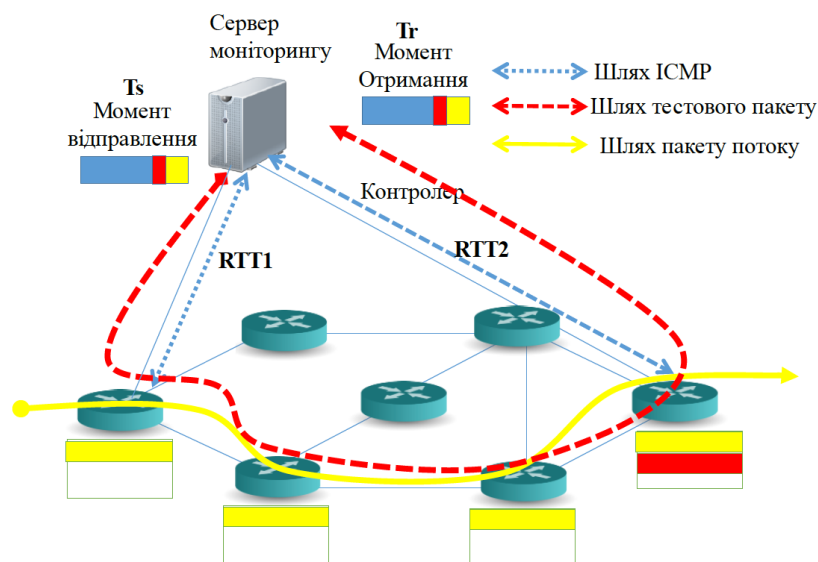 Сервер
моніторингу
Ts
Момент
відправлення
Tr
Момент
Отримання
Шлях ICMP
Шлях тестового пакету
Шлях пакету потоку
Контролер
RTT1
RTT2